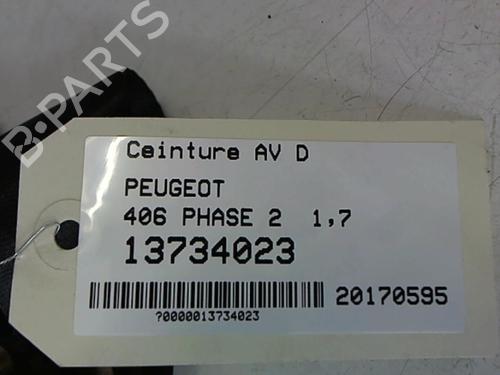 B-PARTS
Ceinture AV D
PEUGEOT
406 PHASE 2 1,7
13734023
20170595
?0000013734023